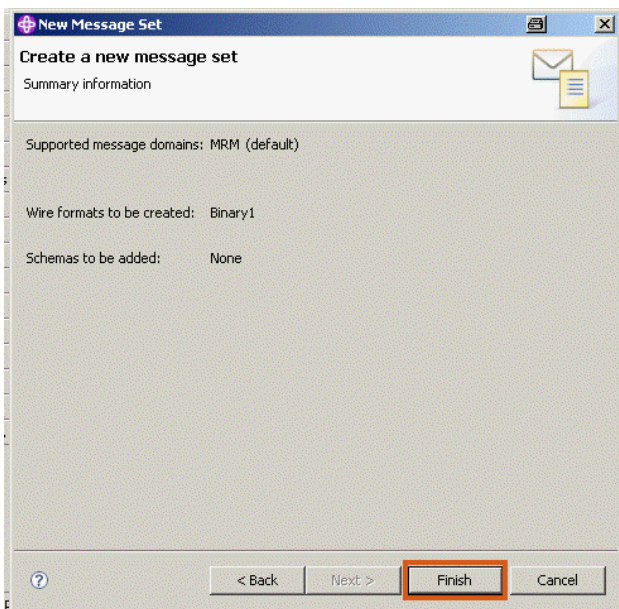 New Message Set
Create a new message set
Summary information
Supported message domains: MRM (default)
Wire formats to be created: Binary1
Schemas to be added: None
< Back Next > Finish Cancel